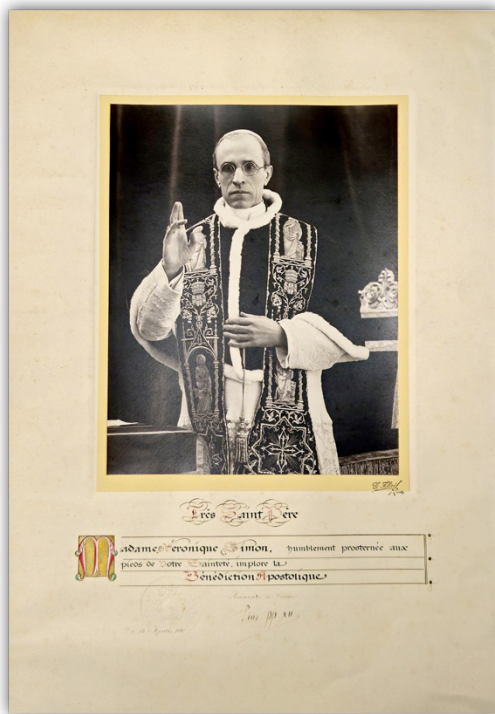 Très Saint Père
Madame Veronique Simon, humblement prosternée aux
pieds de Votre Sainteté, implore la
Bénédiction Apostolique
Pius pp. XII